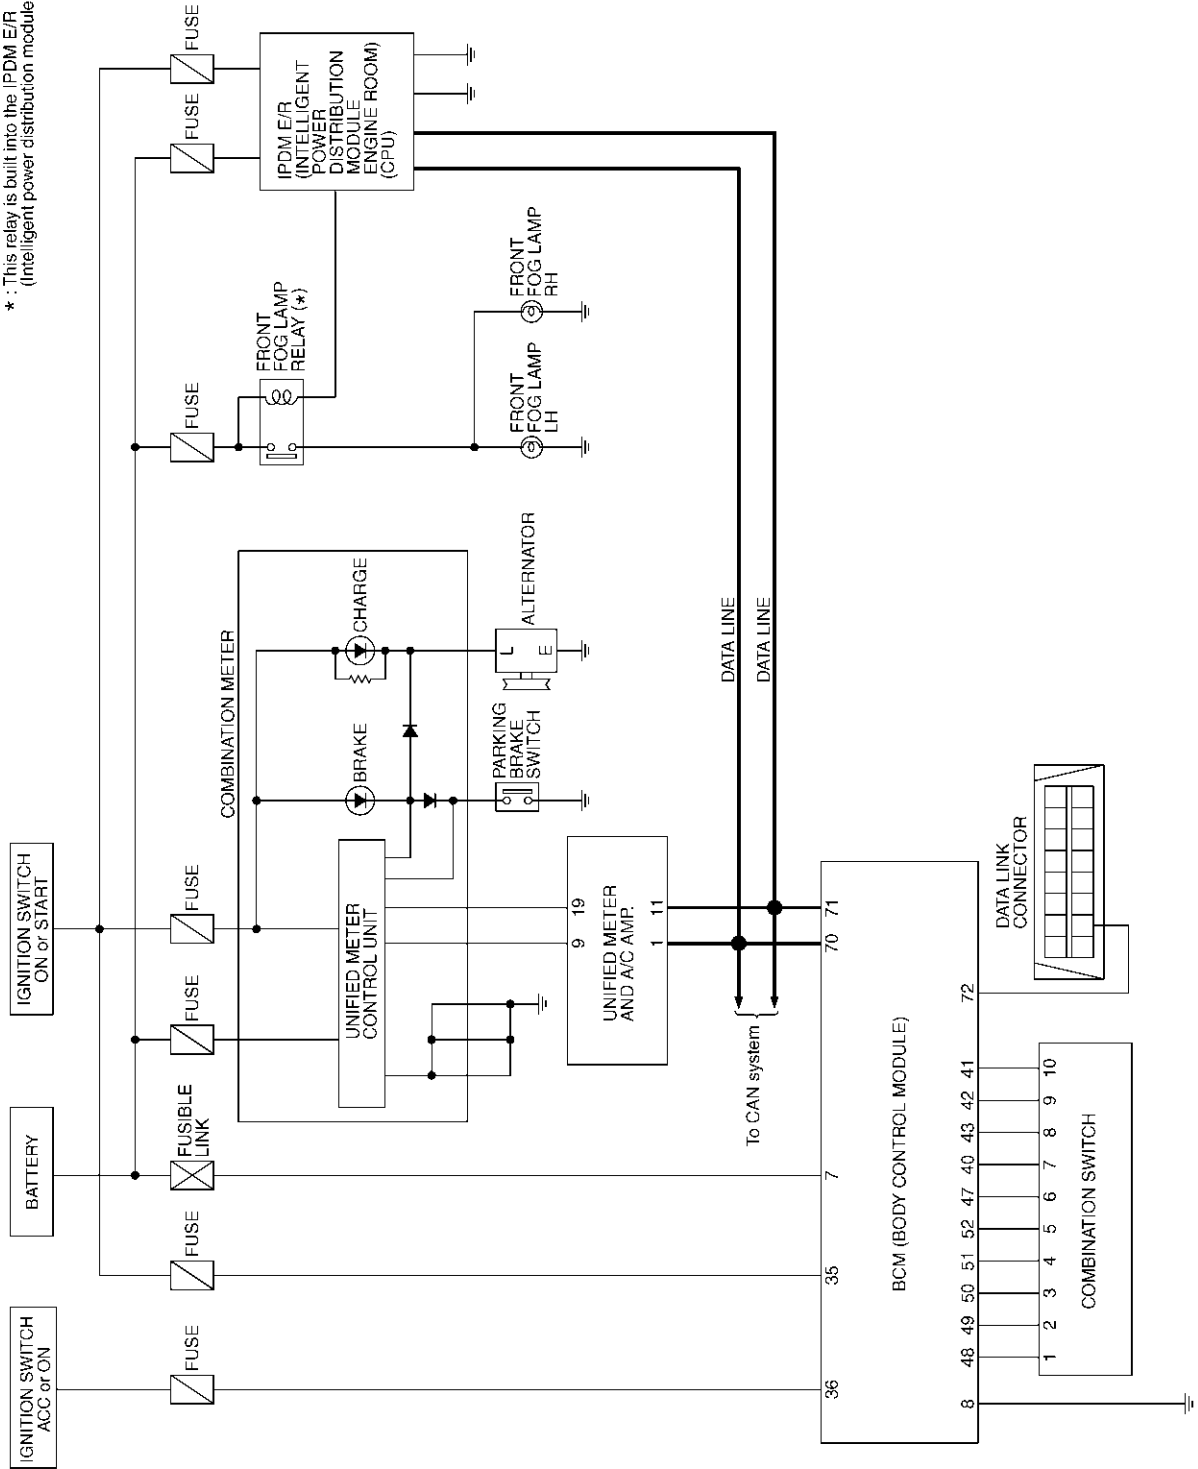 IGNITION SWITCH
ACC or ON
BATTERY
IGNITION SWITCH
ON or START
* : This relay is built into the IPDM E/R
(Intelligent power distribution module
FUSE
FUSE
FUSIBLE
LINK
FUSE
FUSE
FUSE
FUSE
FUSE
COMBINATION METER
UNIFIED METER
CONTROL UNIT
BRAKE
CHARGE
FRONT
FOG LAMP
RELAY (*)
IPDM E/R
(INTELLIGENT
POWER
DISTRIBUTION
MODULE
ENGINE ROOM)
(CPU)
PARKING
BRAKE
SWITCH
ALTERNATOR
L
E
FRONT
FOG LAMP
LH
FRONT
FOG LAMP
RH
9
19
UNIFIED METER
AND A/C AMP.
1
11
DATA LINE
DATA LINE
To CAN system
36
35
7
70
71
BCM (BODY CONTROL MODULE)
8
48
49
50
51
52
47
40
43
42
41
72
1
2
3
4
5
6
7
8
9
10
COMBINATION SWITCH
DATA LINK
CONNECTOR